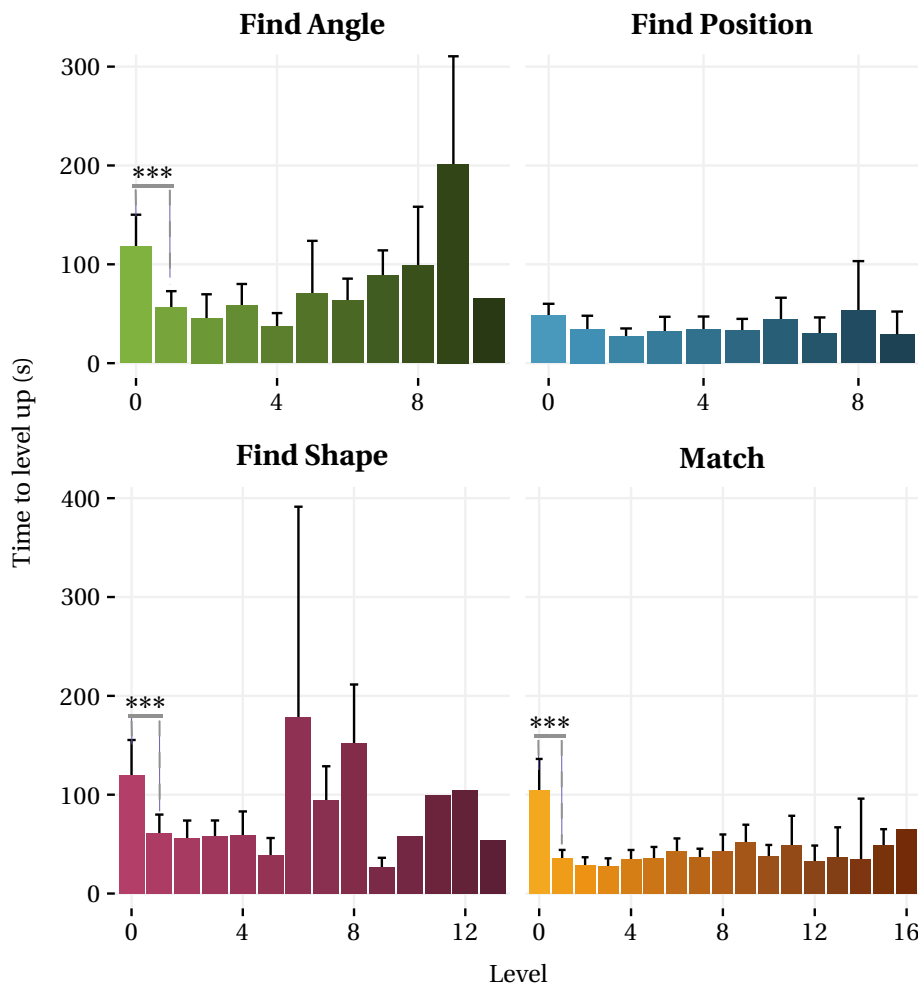 Find Angle
Find Position
300
200
100
0
***
0 4 8
0 4 8
Time to level up (s)
Find Shape
Match
400
300
200
100
0
***
***
0 4 8 12
0 4 8 12 16
Level